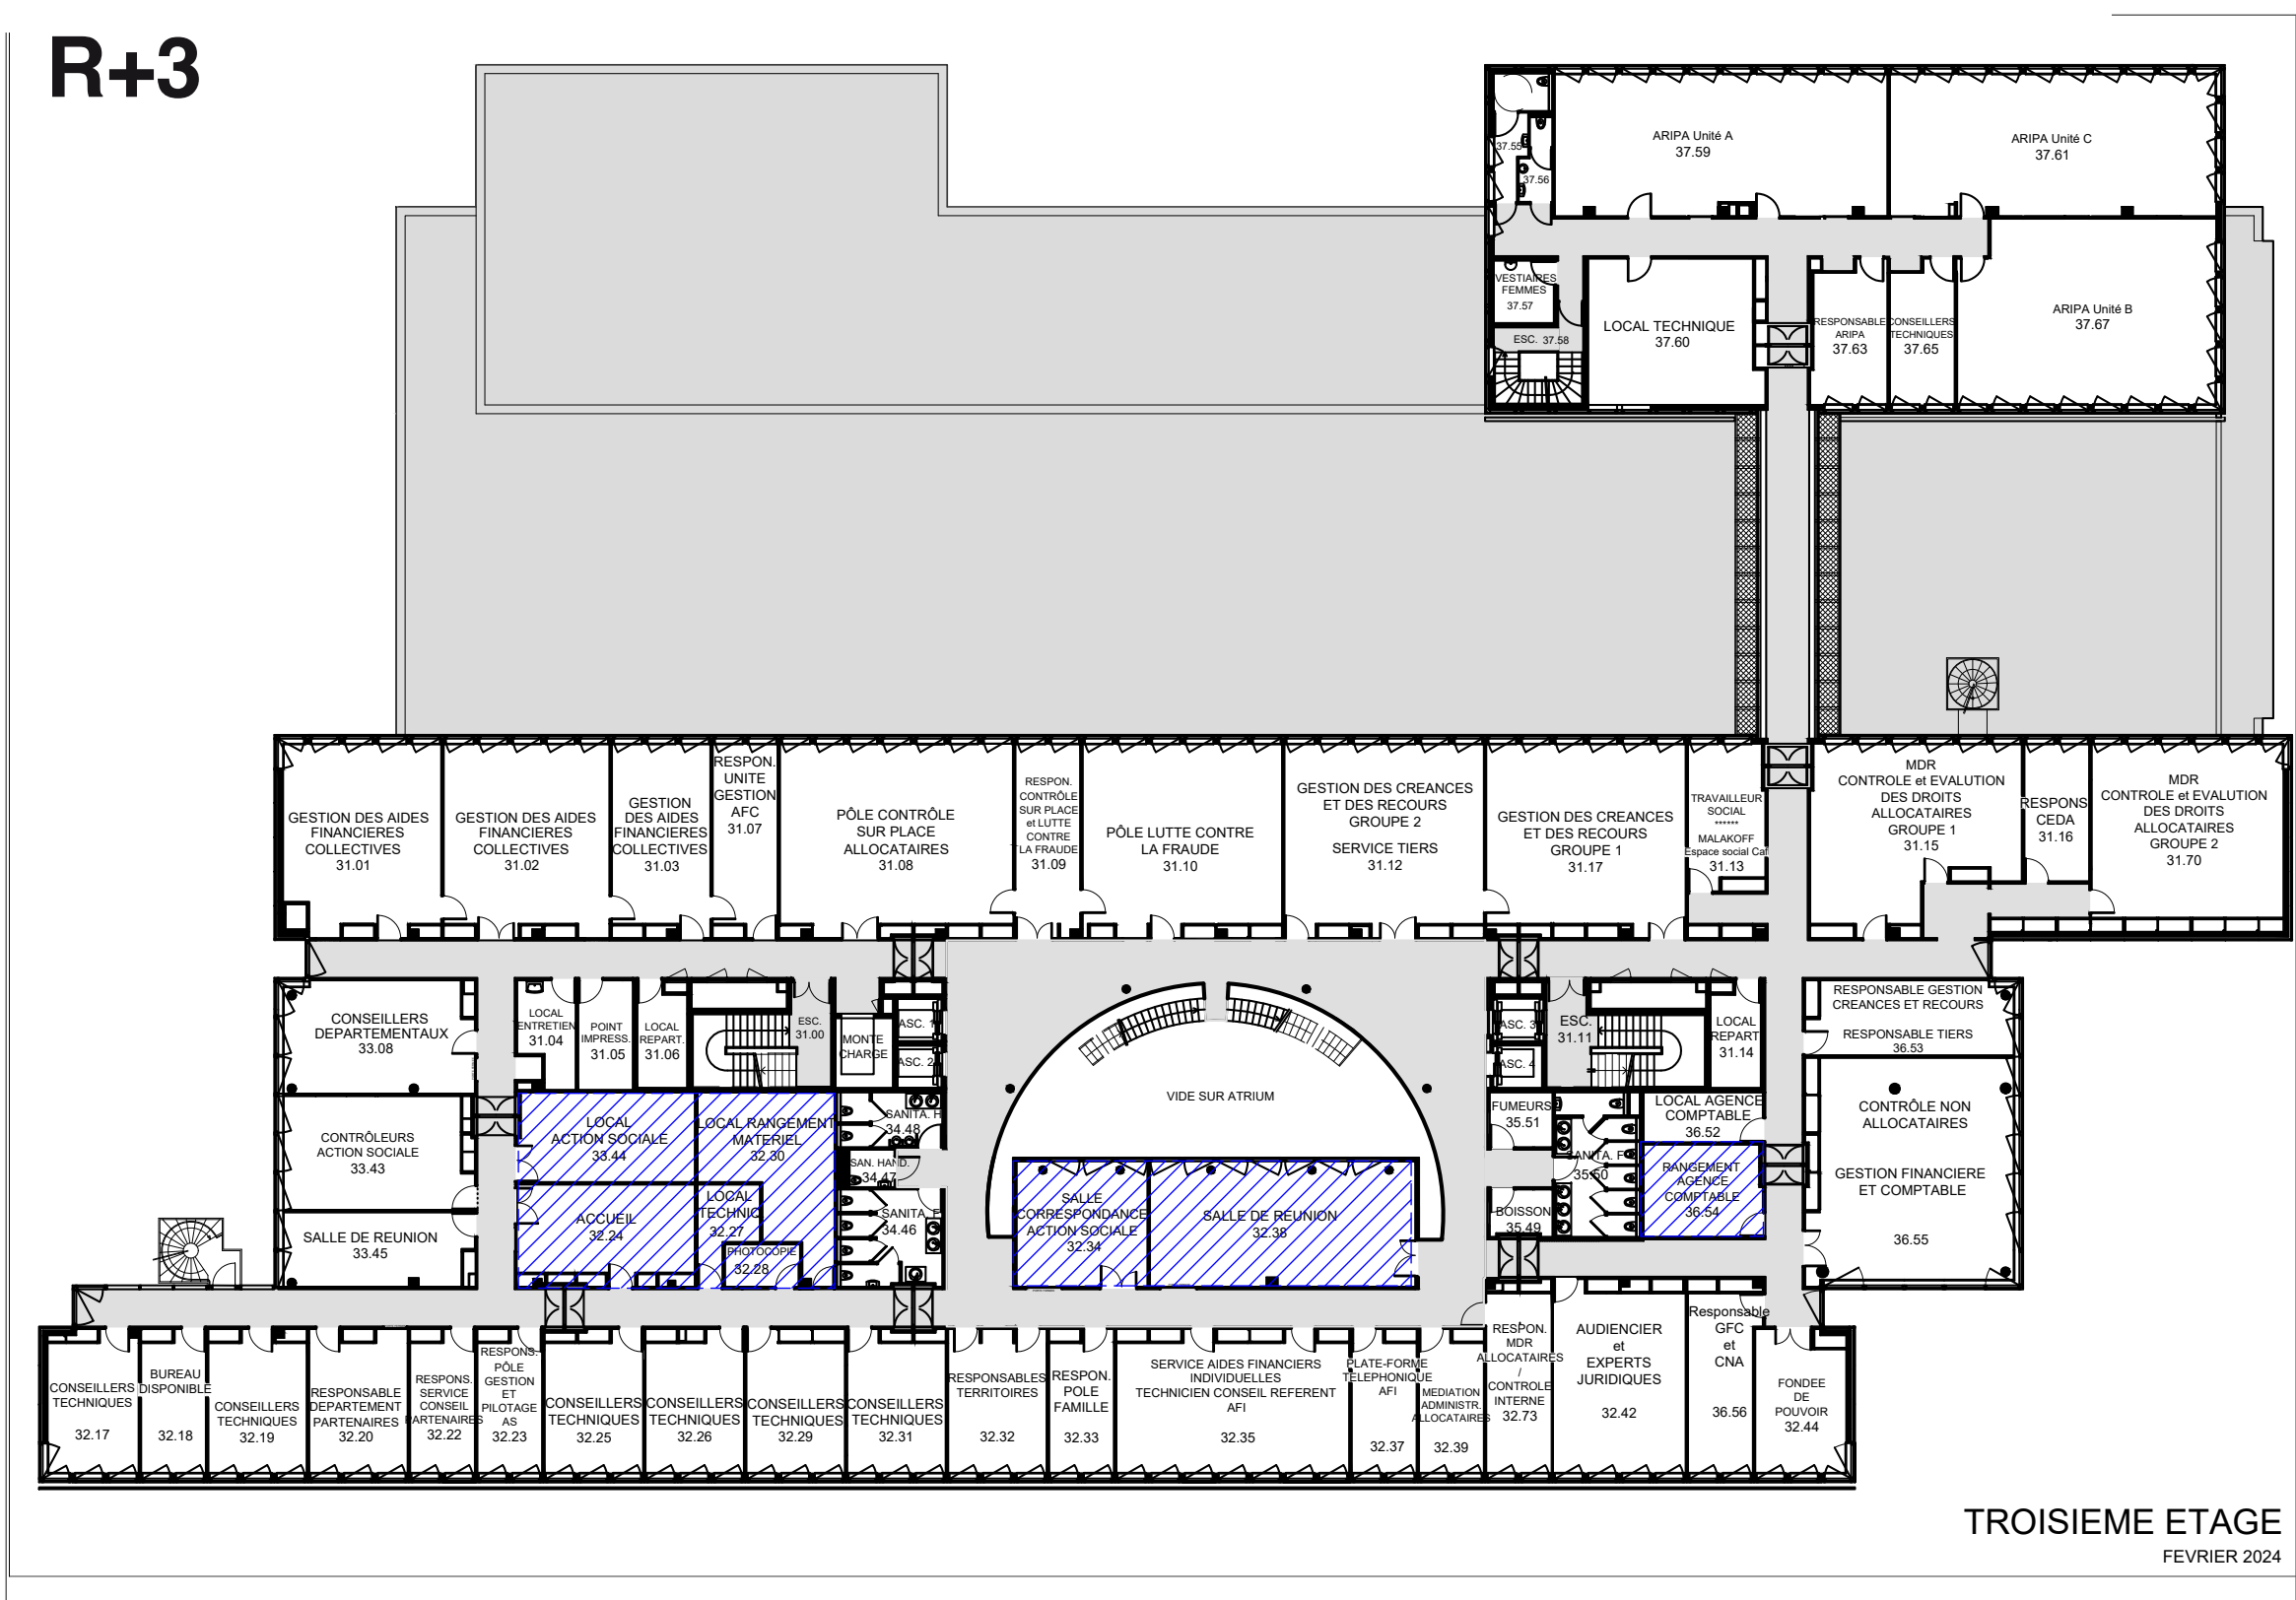 R+3
ARIPA Unité A
37.59
ARIPA Unité C
37.61
37.55
37.56
VESTIAIRES
FEMMES
37.57
ESC. 37.58
LOCAL TECHNIQUE
37.60
RESPONSABLE
ARIPA
37.63
CONSEILLERS
TECHNIQUES
37.65
ARIPA Unité B
37.67
GESTION DES AIDES
FINANCIERES
COLLECTIVES
31.01
GESTION DES AIDES
FINANCIERES
COLLECTIVES
31.02
GESTION
DES AIDES
FINANCIERES
COLLECTIVES
31.03
RESPON.
UNITE
GESTION
AFC
31.07
PÔLE CONTRÔLE
SUR PLACE
ALLOCATAIRES
31.08
RESPON.
CONTRÔLE
SUR PLACE
et LUTTE
CONTRE
LA FRAUDE
31.09
PÔLE LUTTE CONTRE
LA FRAUDE
31.10
GESTION DES CREANCES
ET DES RECOURS
GROUPE 2
SERVICE TIERS
31.12
GESTION DES CREANCES
ET DES RECOURS
GROUPE 1
31.17
TRAVAILLEUR
SOCIAL
******
MALAKOFF
Espace social Caf
31.13
MDR
CONTROLE et EVALUTION
DES DROITS
ALLOCATAIRES
GROUPE 1
31.15
RESPONS
CEDA
31.16
MDR
CONTROLE et EVALUTION
DES DROITS
ALLOCATAIRES
GROUPE 2
31.70
CONSEILLERS
DEPARTEMENTAUX
33.08
LOCAL
ENTRETIEN
31.04
POINT
IMPRESS.
31.05
LOCAL
REPART.
31.06
ESC.
31.00
MONTE
CHARGE
ASC. 1
ASC. 2
VIDE SUR ATRIUM
ASC. 3
ASC. 4
ESC.
31.11
LOCAL
REPART.
31.14
RESPONSABLE GESTION
CREANCES ET RECOURS
RESPONSABLE TIERS
36.53
CONTRÔLEURS
ACTION SOCIALE
33.43
LOCAL
ACTION SOCIALE
33.44
LOCAL RANGEMENT
MATERIEL
32.30
SANITA. H
34.48
SAN. HAND.
34.47
SANITA. F
34.46
FUMEURS
35.51
SANITA. F
35.50
BOISSON
35.49
LOCAL AGENCE
COMPTABLE
36.52
RANGEMENT
AGENCE
COMPTABLE
36.54
CONTRÔLE NON
ALLOCATAIRES
GESTION FINANCIERE
ET COMPTABLE
36.55
SALLE DE REUNION
33.45
ACCUEIL
32.24
LOCAL
TECHNIC
32.27
PHOTOCOPIE
32.28
SALLE
CORRESPONDANCE
ACTION SOCIALE
32.34
SALLE DE REUNION
32.38
CONSEILLERS
TECHNIQUES
32.17
BUREAU
DISPONIBLE
32.18
CONSEILLERS
TECHNIQUES
32.19
RESPONSABLE
DEPARTEMENT
PARTENAIRES
32.20
RESPONS.
SERVICE
CONSEIL
PARTENAIRES
32.22
RESPONS.
PÔLE
GESTION
ET
PILOTAGE
AS
32.23
CONSEILLERS
TECHNIQUES
32.25
CONSEILLERS
TECHNIQUES
32.26
CONSEILLERS
TECHNIQUES
32.29
CONSEILLERS
TECHNIQUES
32.31
RESPONSABLES
TERRITOIRES
32.32
RESPON.
POLE
FAMILLE
32.33
SERVICE AIDES FINANCIERS
INDIVIDUELLES
TECHNICIEN CONSEIL REFERENT
AFI
32.35
PLATE-FORME
TELEPHONIQUE
AFI
32.37
MEDIATION
ADMINISTR.
ALLOCATAIRES
32.39
RESPON.
MDR
ALLOCATAIRES
/
CONTROLE
INTERNE
32.73
AUDIENCIER
et
EXPERTS
JURIDIQUES
32.42
Responsable
GFC
et
CNA
36.56
FONDEE
DE
POUVOIR
32.44
TROISIEME ETAGE
FEVRIER 2024